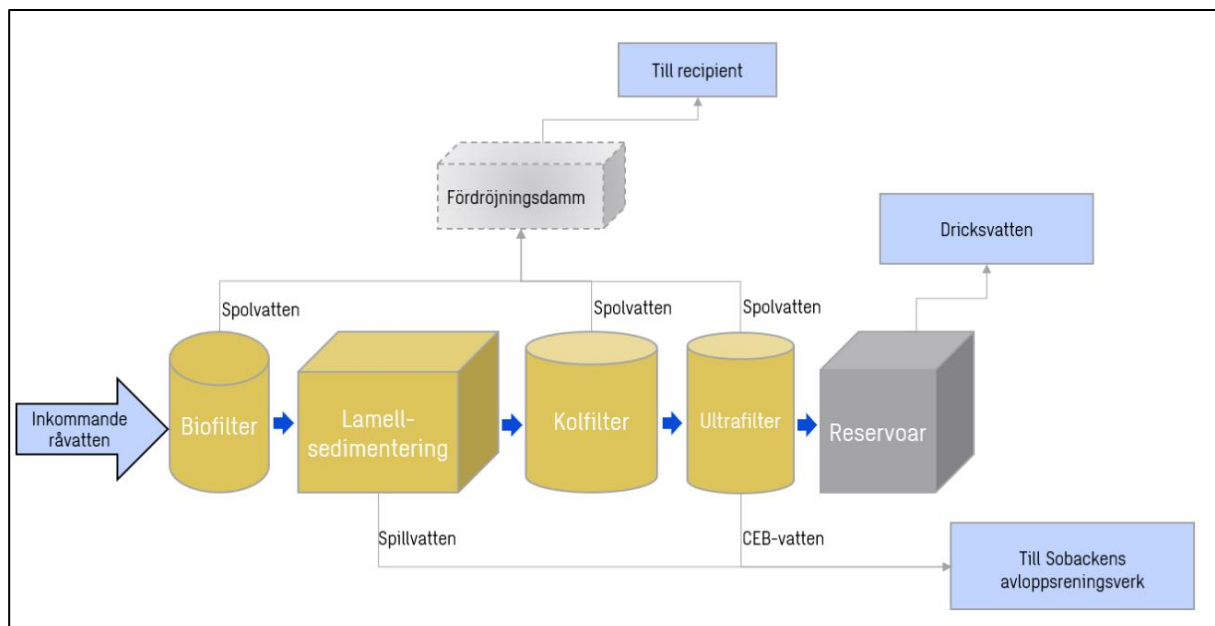 Till recipient
Fördröjningsdamm
Dricksvatten
Spolvatten
Spolvatten
Spolvatten
Inkommande
råvatten
Biofilter
Lamell-
sedimentering
Kolfilter
Ultrafilter
Reservoar
Spillvatten
CEB-vatten
Till Sobackens
avloppsreningsverk